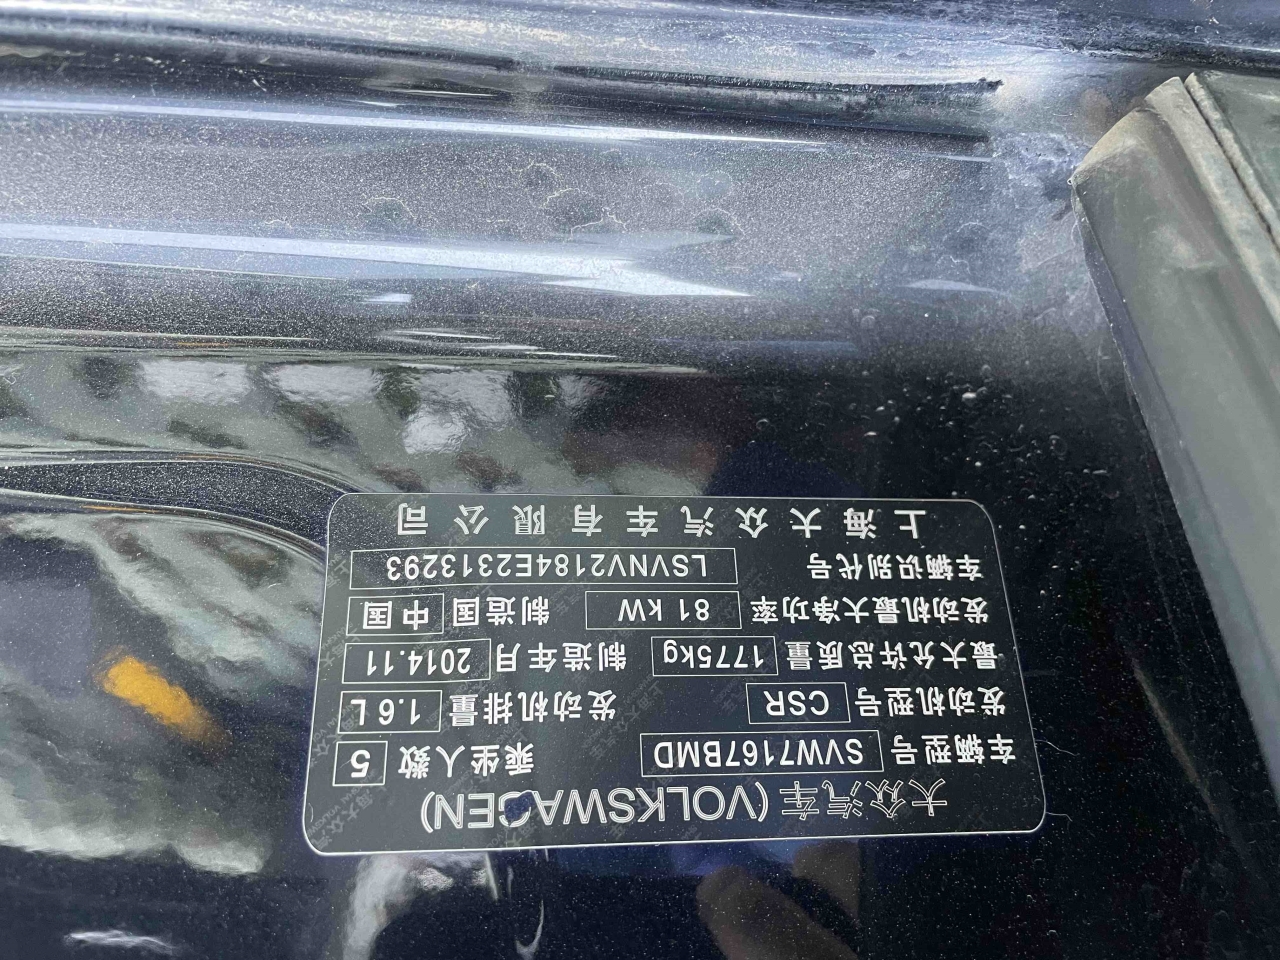 大众汽车(VOLKSWAGEN)
车辆型号 SVW7167BMD 乘坐人数 5
发动机型号 CSR 发动机排量 1.6 L
最大允许总质量 1775kg 制造年月 2014.11
发动机最大净功率 81 kW 制造国 中国
车辆识别代号 LSVNV2184E2313293
上海大众汽车有限公司